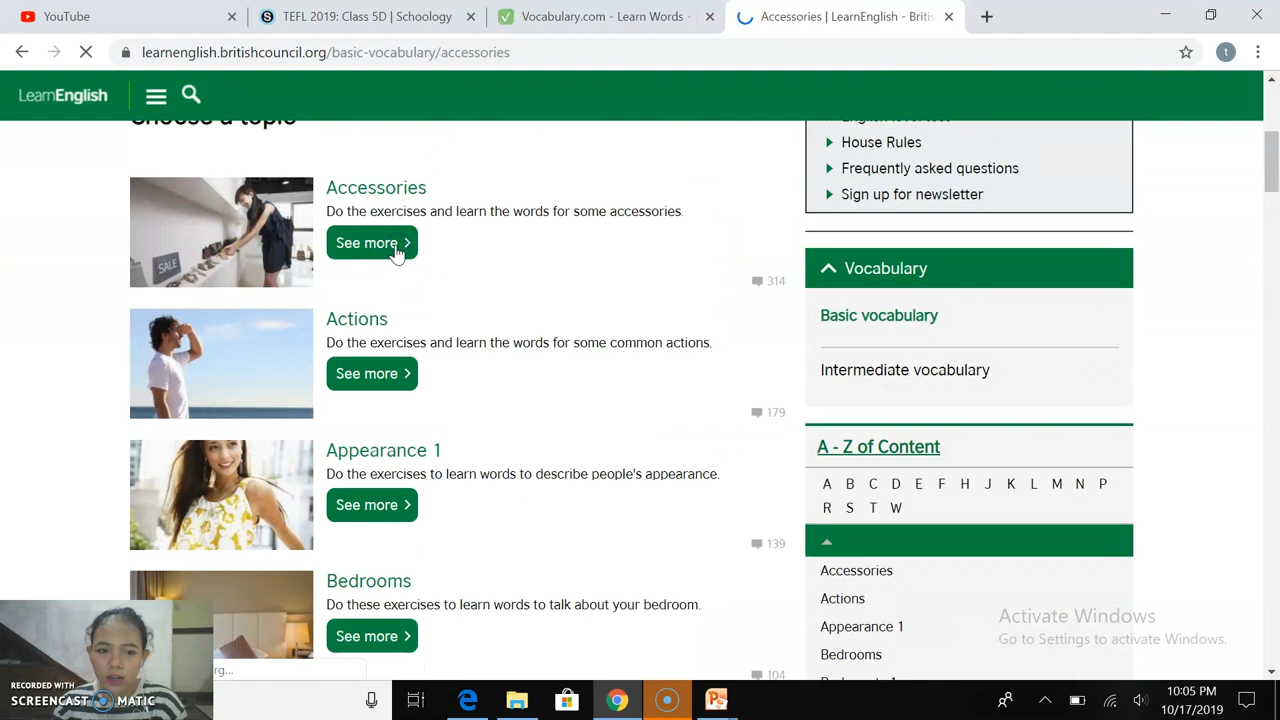 YouTube
TEFL 2019: Class 5D | Schoology
Vocabulary.com - Learn Words -
Accessories | LearnEnglish - Britis
learnenglish.britishcouncil.org/basic-vocabulary/accessories
t
LearnEnglish
Choose a topic
House Rules
Frequently asked questions
Sign up for newsletter
Accessories
Do the exercises and learn the words for some accessories.
See more
SALE
314
Actions
Do the exercises and learn the words for some common actions.
See more
179
Appearance 1
Do the exercises to learn words to describe people's appearance.
See more
139
Bedrooms
Do these exercises to learn words to talk about your bedroom.
See more
104
Vocabulary
Basic vocabulary
Intermediate vocabulary
A - Z of Content
A B C D E F H J K L M N P
R S T W
Accessories
Actions
Appearance 1
Bedrooms
Activate Windows
Go to Settings to activate Windows.
rg...
RECORDED WITH
SCREENCAST MATIC
10:05 PM
10/17/2019